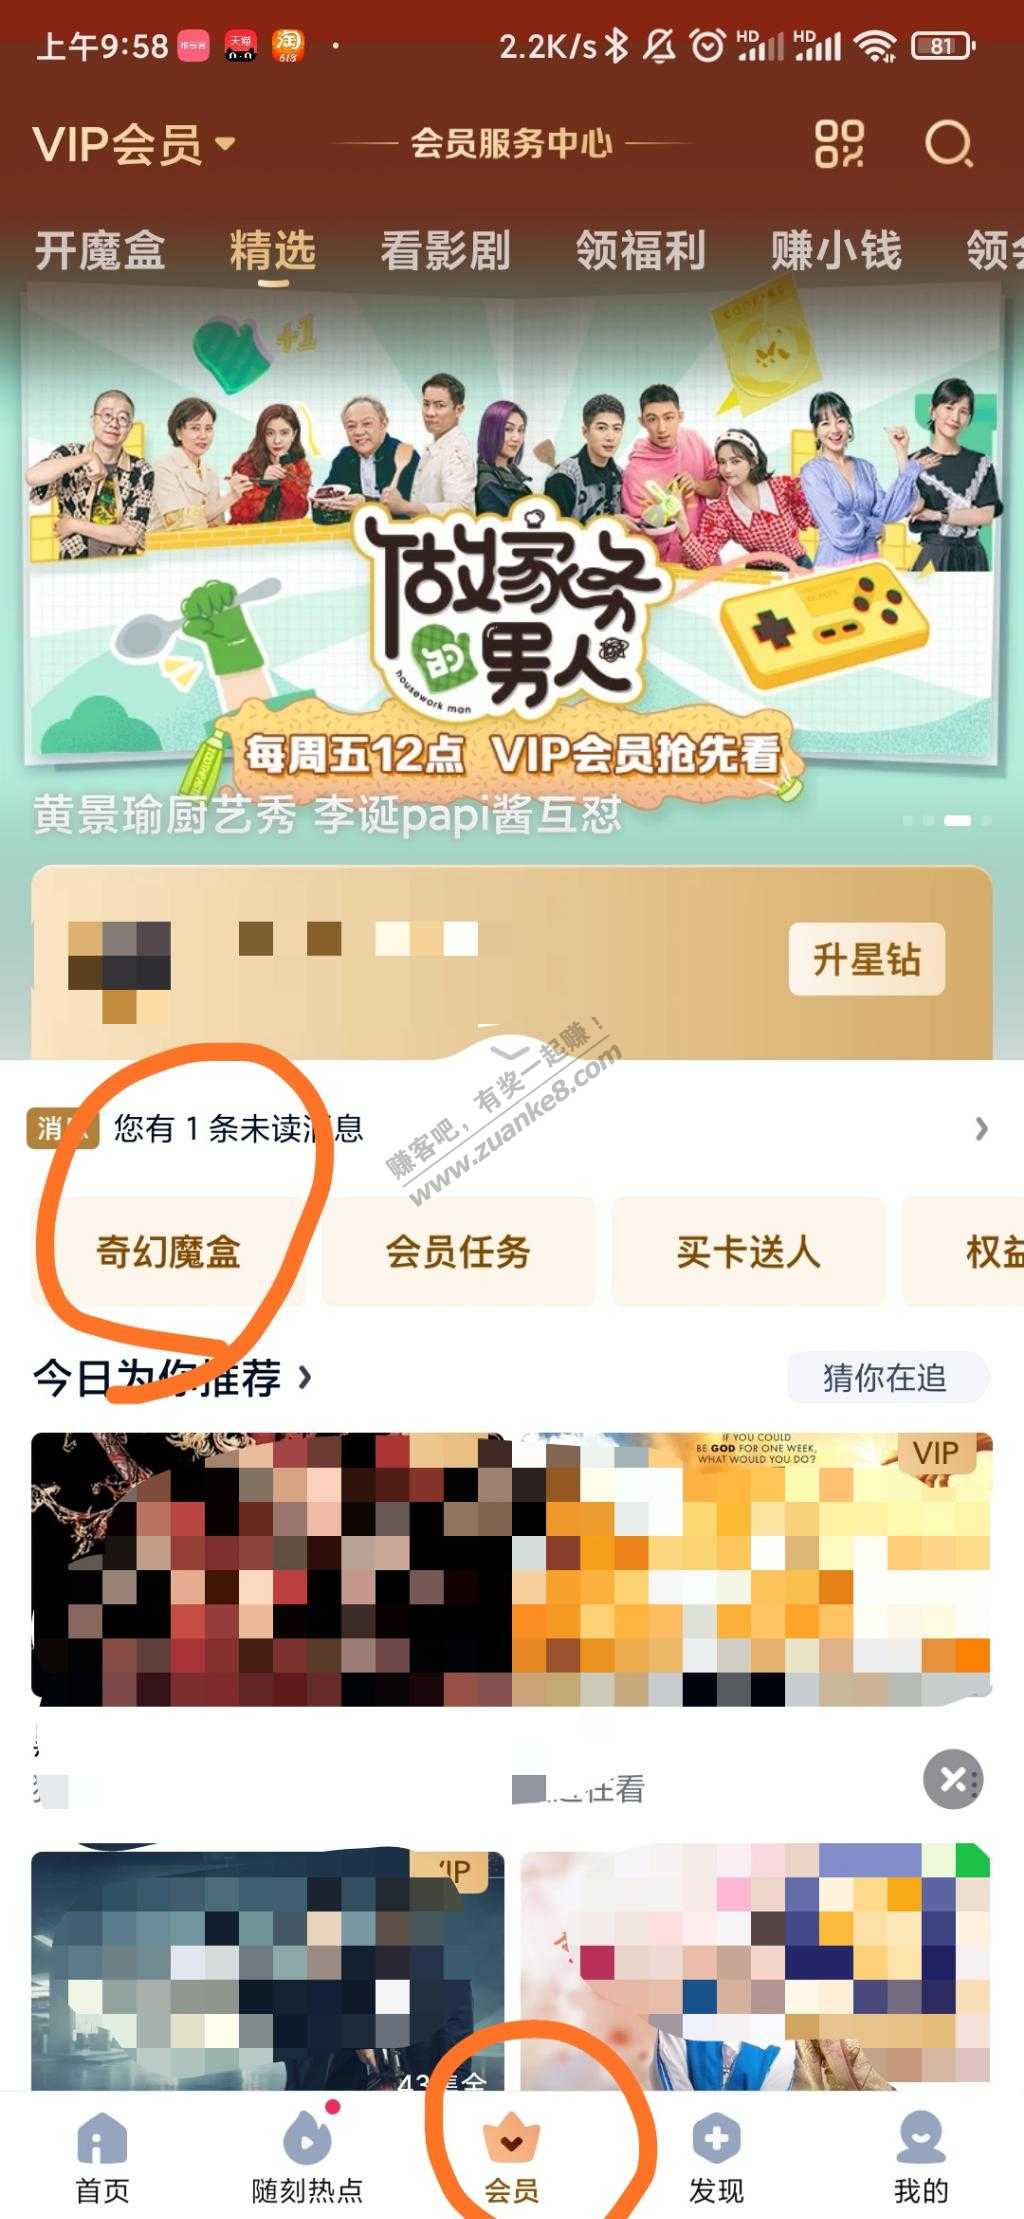 上午9:58
天猫
淘
618
2.2K/s
HD
HD
81
VIP会员
会员服务中心
开魔盒
精选
看影剧
领福利
赚小钱
+1
做家务
的男人
housework man
每周五12点 VIP会员抢先看
黄景瑜厨艺秀 李诞papi酱互怼
升星钻
赚客吧，有奖一起赚！
www.zuanke8.com
您有 1 条未读消息
奇幻魔盒
会员任务
买卡送人
权益
今日为你推荐
猜你在追
IF YOU COULD
BE GOD FOR ONE WEEK,
WHAT WOULD YOU DO?
VIP
在看
首页
随刻热点
会员
发现
我的